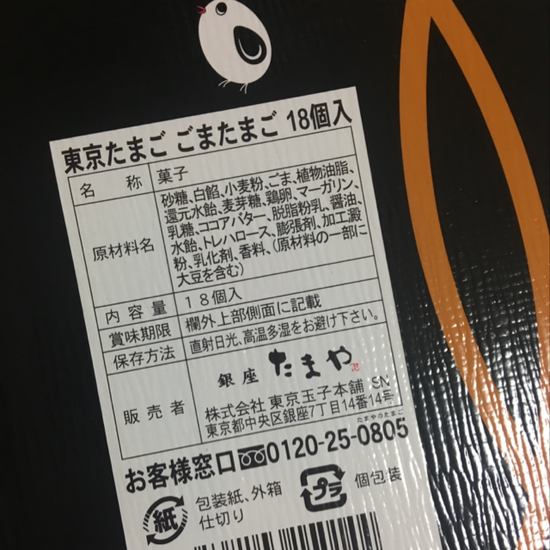 東京たまご ごまたまご 18個入
名称 菓子
原材料名 砂糖、白餡、小麦粉、ごま、植物油脂、
還元水飴、麦芽糖、鶏卵、マーガリン、
乳糖、ココアバター、脱脂粉乳、醤油、
水飴、トレハロース、膨張剤、加工澱
粉、乳化剤、香料、(原材料の一部に
大豆を含む)
内容量 18個入
賞味期限 欄外上部側面に記載
保存方法 直射日光、高温多湿をお避け下さい。
販売者 銀座 たまや
株式会社 東京玉子本舗 SN
東京都中央区銀座7丁目14番14号
たまやのたまご
お客様窓口 0120-25-0805
紙 包装紙、外箱
仕切り
プラ 個包装